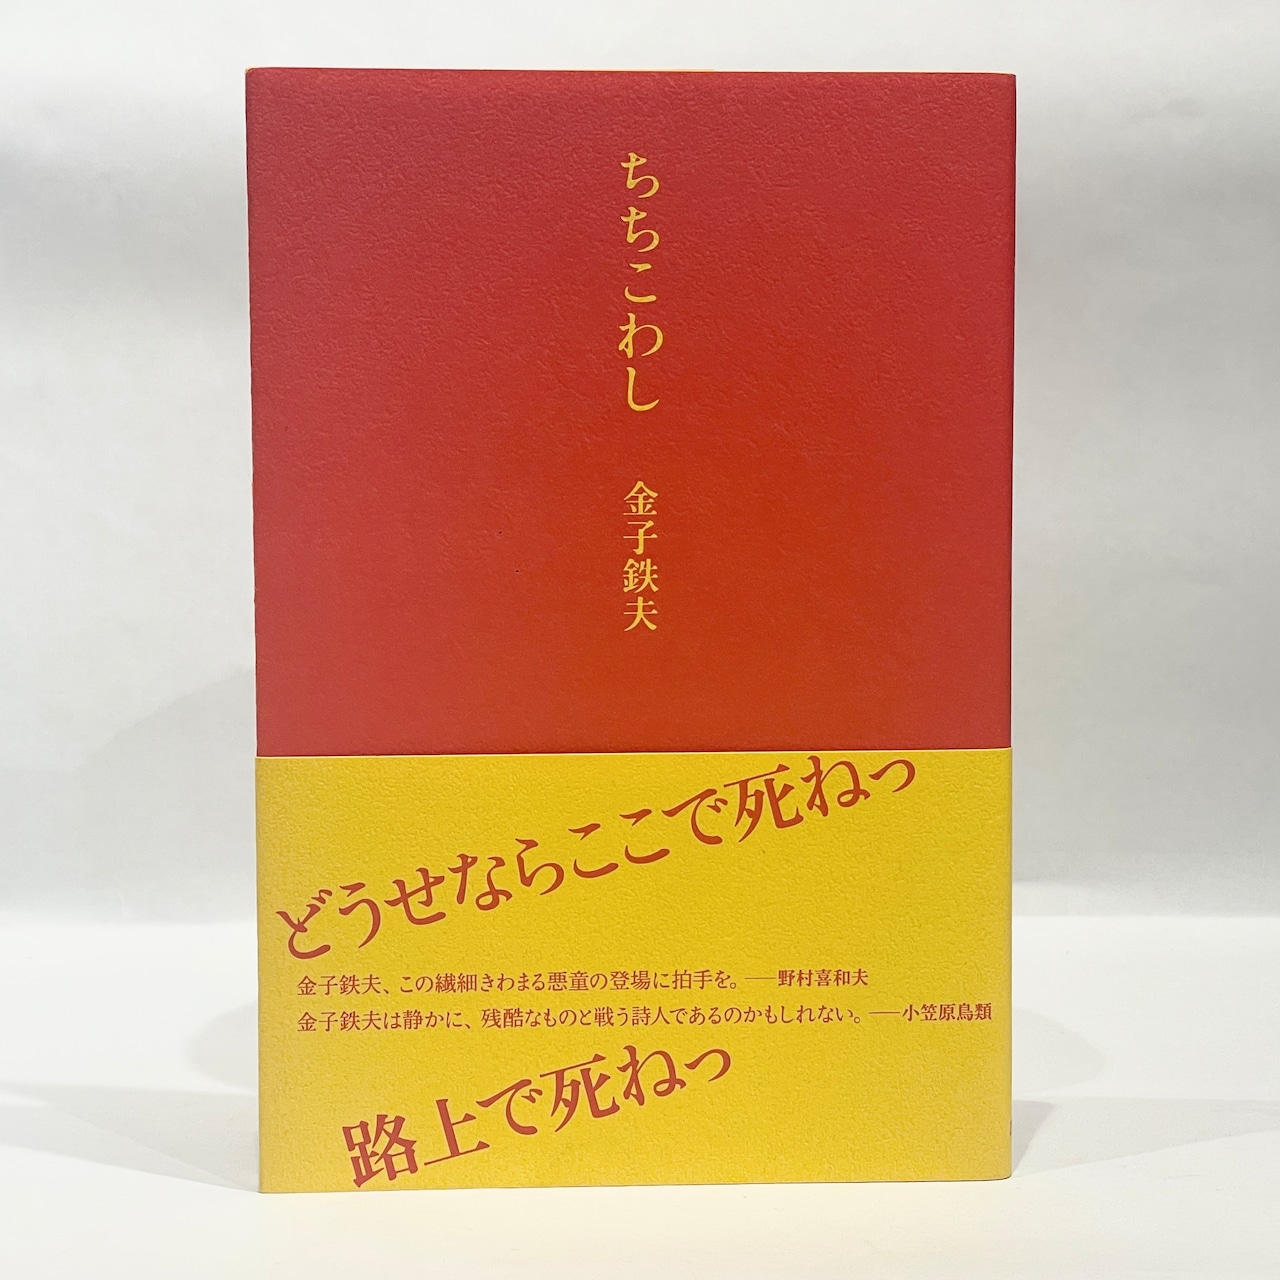 ちちこわし
金子鉄夫
どうせならここで死ねっ
金子鉄夫、この繊細きわまる悪童の登場に拍手を。――野村喜和夫
金子鉄夫は静かに、残酷なものと戦う詩人であるのかもしれない。――小笠原鳥類
路上で死ねっ